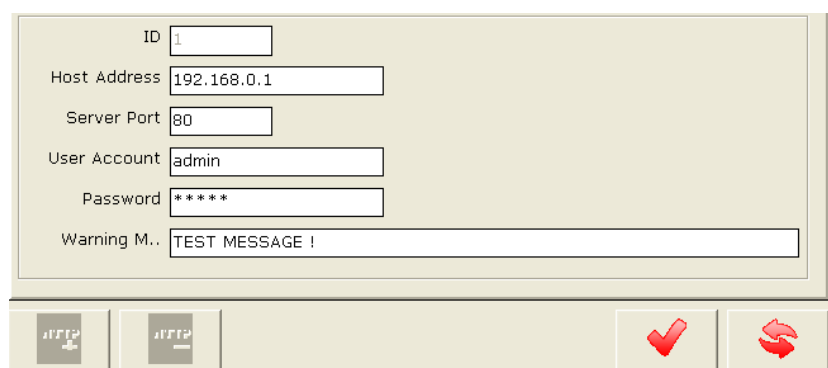 ID 1
Host Address 192.168.0.1
Server Port 80
User Account admin
Password *****
Warning M.. TEST MESSAGE !